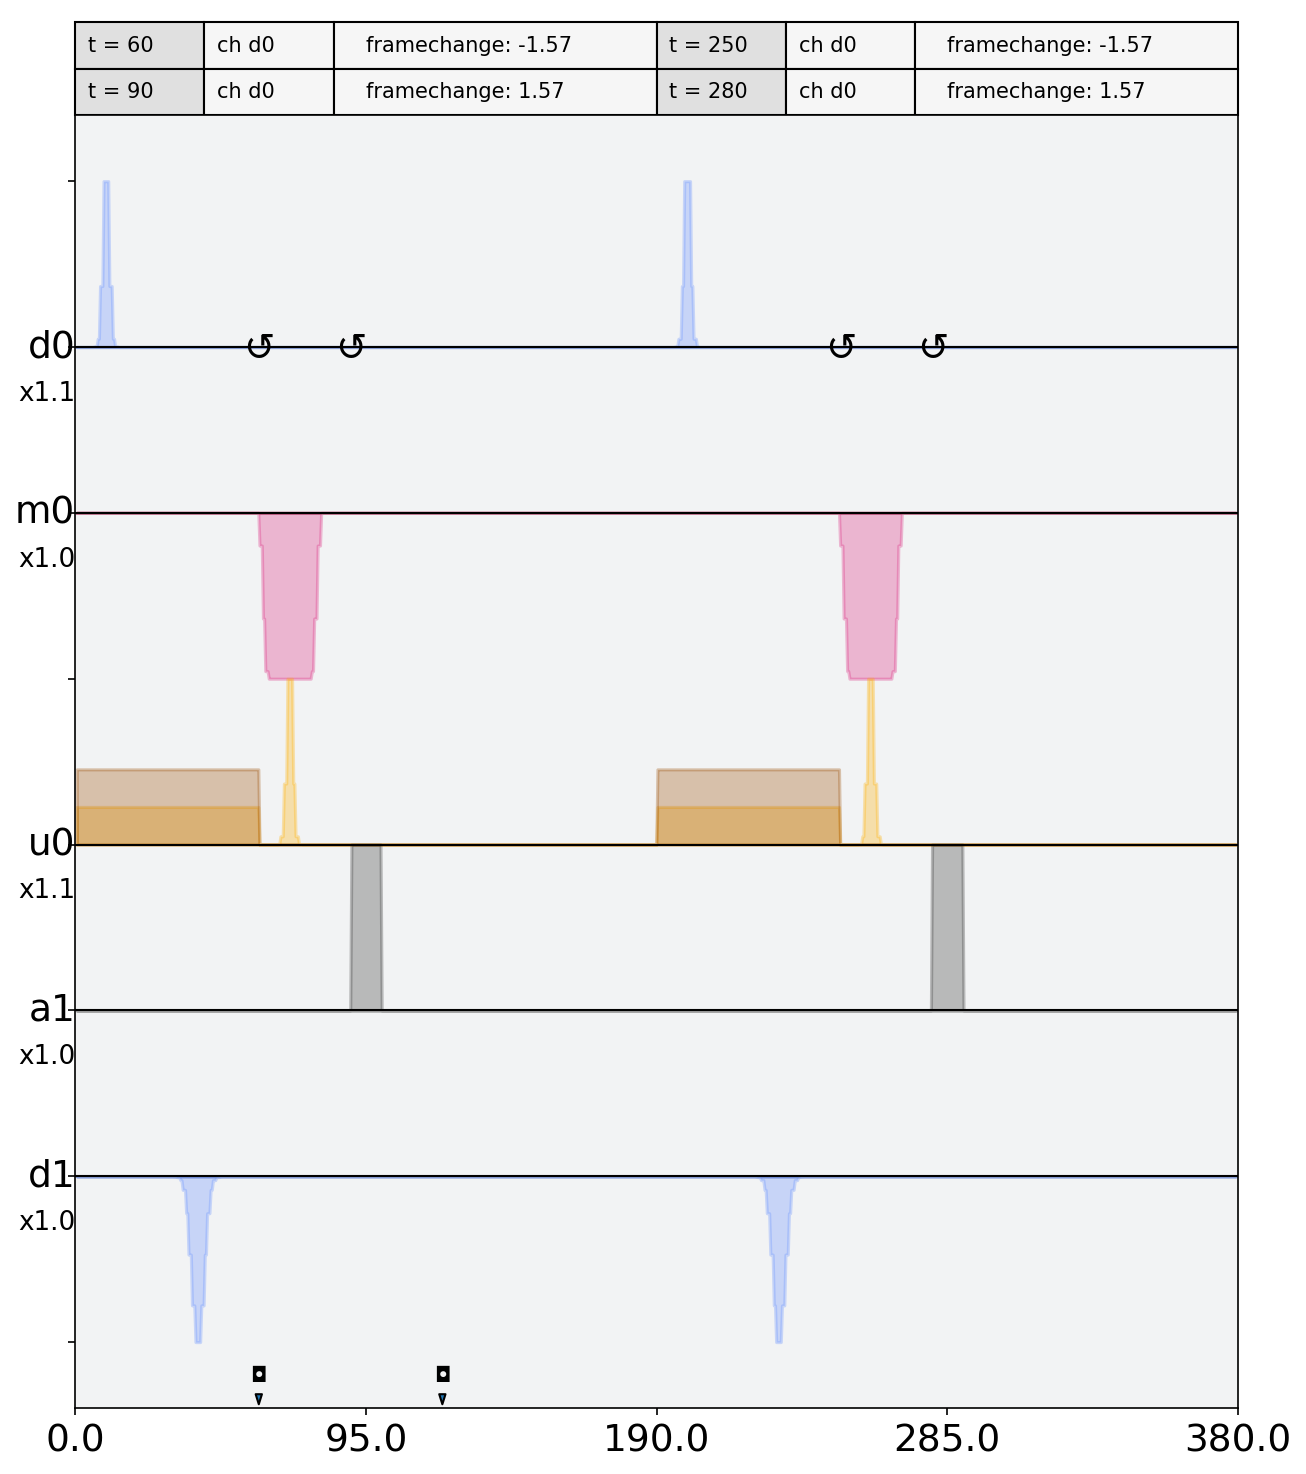 t = 60 ch d0 framechange: -1.57 t = 250 ch d0 framechange: -1.57
t = 90 ch d0 framechange: 1.57 t = 280 ch d0 framechange: 1.57
d0
x1.1
m0
x1.0
u0
x1.1
a1
x1.0
d1
x1.0
0.0 95.0 190.0 285.0 380.0